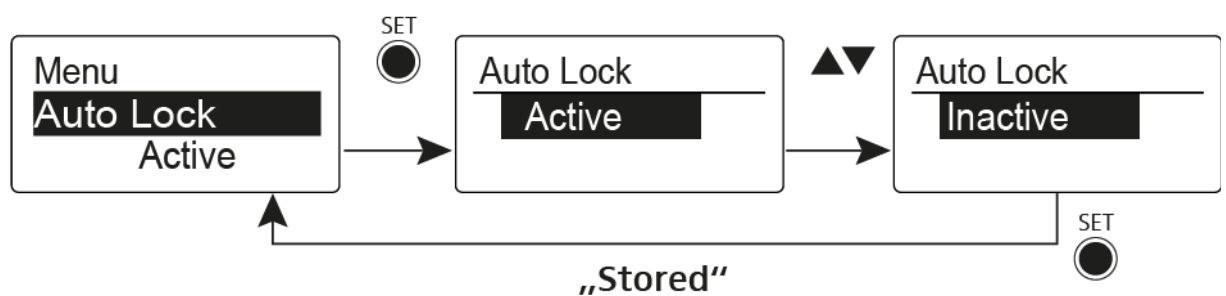 Menu
Auto Lock
Active
SET
Auto Lock
Active
▲▼
Auto Lock
Inactive
SET
„Stored“